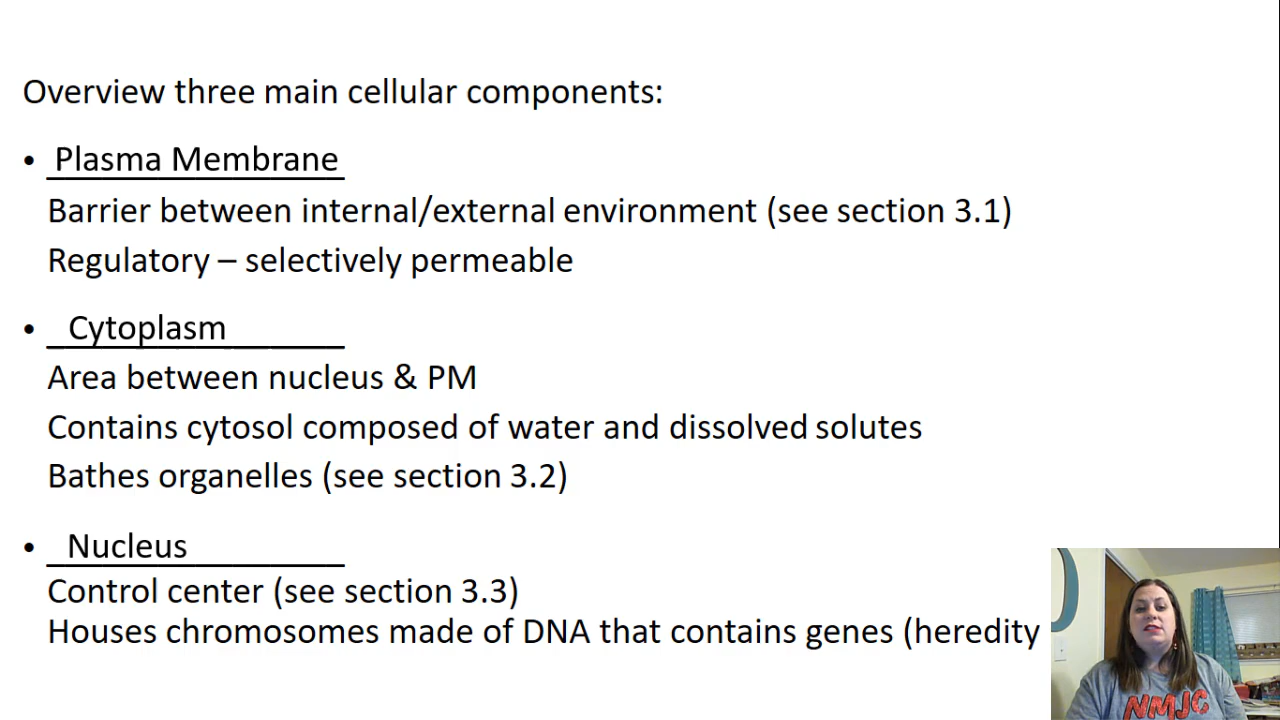 Overview three main cellular components:
• Plasma Membrane
Barrier between internal/external environment (see section 3.1)
Regulatory – selectively permeable
• Cytoplasm
Area between nucleus & PM
Contains cytosol composed of water and dissolved solutes
Bathes organelles (see section 3.2)
• Nucleus
Control center (see section 3.3)
Houses chromosomes made of DNA that contains genes (heredity
NMJC